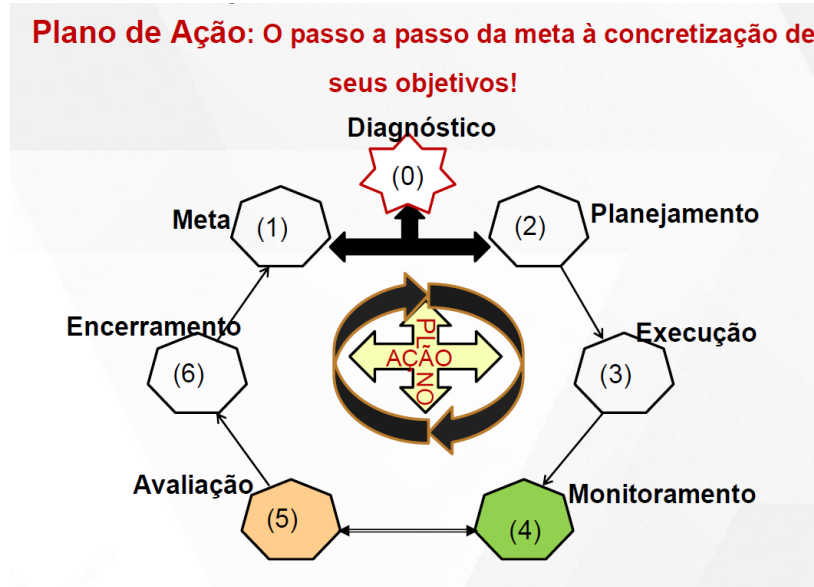 Plano de Ação: O passo a passo da meta à concretização de
seus objetivos!
Diagnóstico
(0)
Meta
(1)
(2)
Planejamento
Encerramento
(6)
PLANO
AÇÃO
Execução
(3)
Avaliação
(5)
Monitoramento
(4)